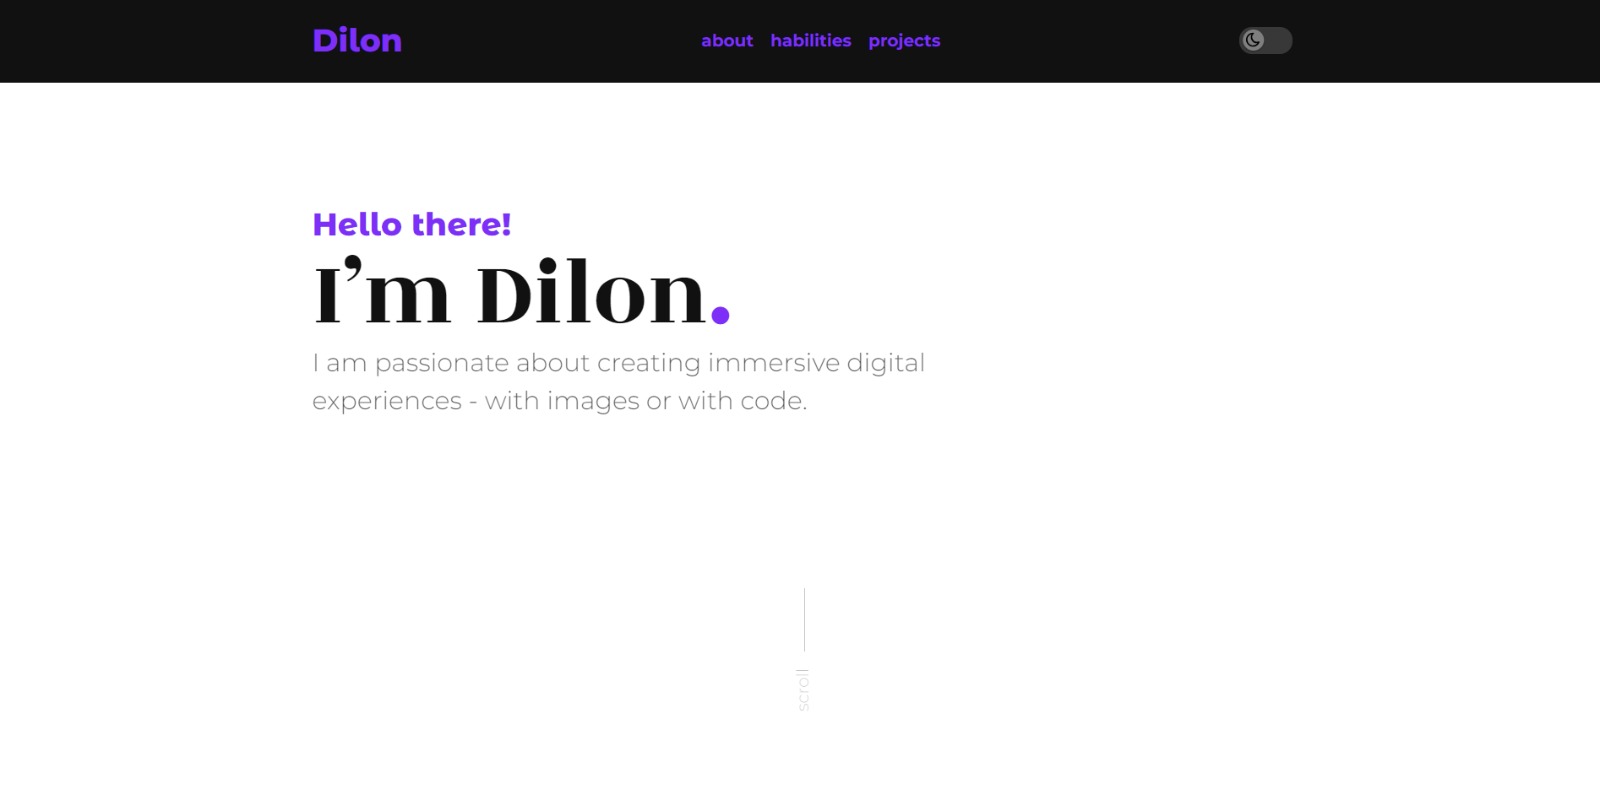 Dilon
about habilities projects
Hello there!
I’m Dilon.
I am passionate about creating immersive digital
experiences - with images or with code.
scroll